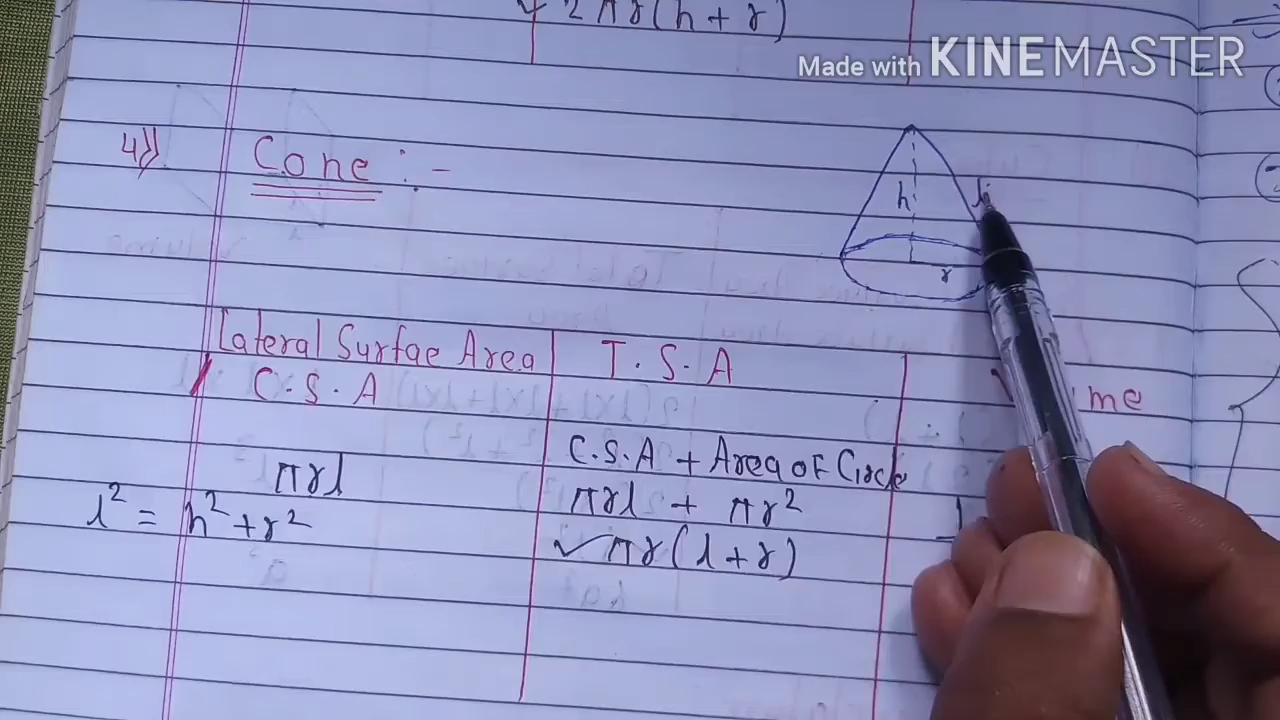 2πr(h + r)
Made with KINEMASTER
4) Cone :-
h
l
r
Lateral Surfae Area
C.S.A
T.S.A
me
C.S.A + Area of Circle
πrl
πrl + πr²
l² = h² + r²
✓πr(l + r)
1